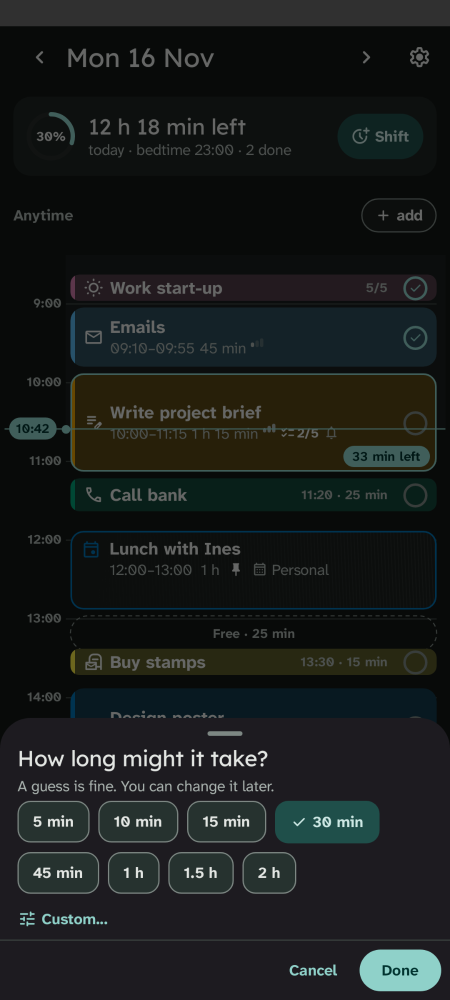 Mon 16 Nov
30%
12 h 18 min left
today · bedtime 23:00 · 2 done
Shift
Anytime
+ add
Work start-up
5/5
9:00
Emails
09:10–09:55 45 min
10:00
Write project brief
10:00–11:15 1 h 15 min 2/5
10:42
33 min left
11:00
Call bank
11:20 · 25 min
12:00
Lunch with Ines
12:00–13:00 1 h Personal
13:00
Free · 25 min
Buy stamps
13:30 · 15 min
14:00
Design poster
How long might it take?
A guess is fine. You can change it later.
5 min
10 min
15 min
30 min
45 min
1 h
1.5 h
2 h
Custom...
Cancel
Done